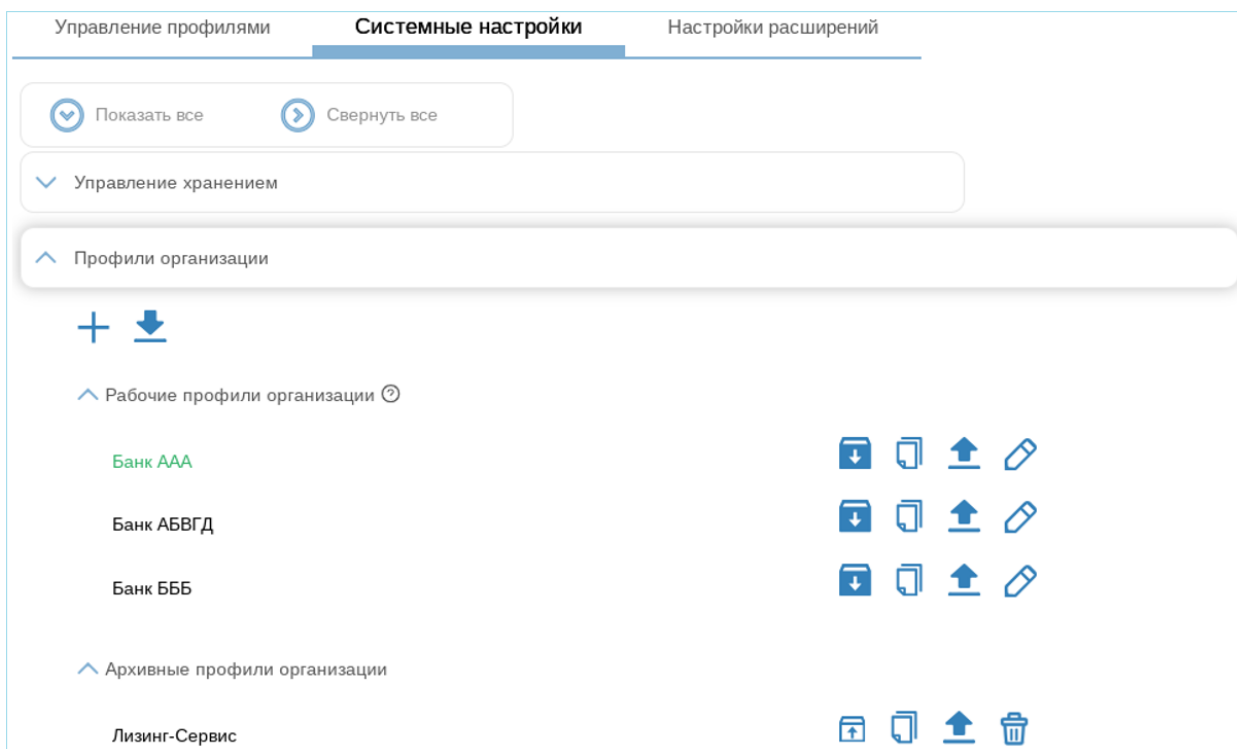 Управление профилями Системные настройки Настройки расширений
Показать все Свернуть все
Управление хранением
Профили организации
Рабочие профили организации ?
Банк ААА
Банк АБВГД
Банк БББ
Архивные профили организации
Лизинг-Сервис